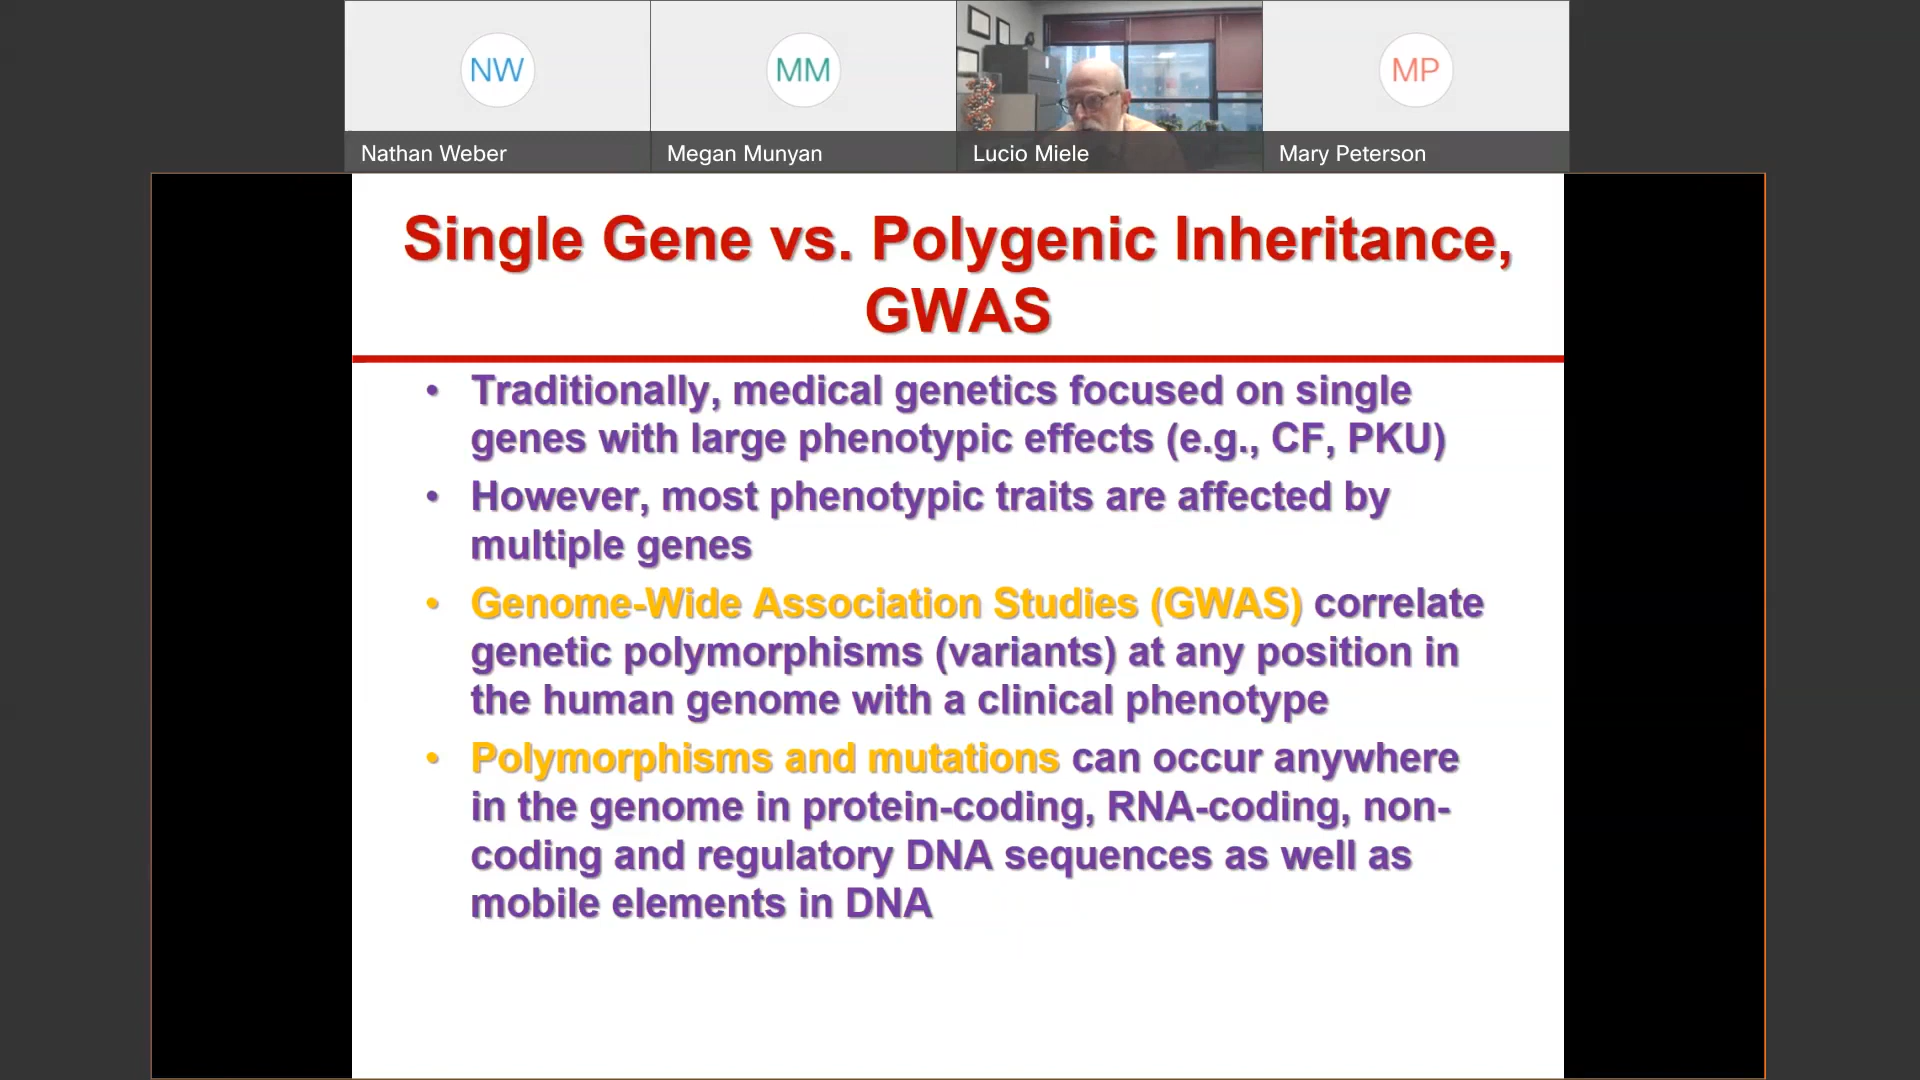 NW
MM
MP
Nathan Weber
Megan Munyan
Lucio Miele
Mary Peterson
Single Gene vs. Polygenic Inheritance,
GWAS
• Traditionally, medical genetics focused on single
genes with large phenotypic effects (e.g., CF, PKU)
• However, most phenotypic traits are affected by
multiple genes
• Genome-Wide Association Studies (GWAS) correlate
genetic polymorphisms (variants) at any position in
the human genome with a clinical phenotype
• Polymorphisms and mutations can occur anywhere
in the genome in protein-coding, RNA-coding, non-
coding and regulatory DNA sequences as well as
mobile elements in DNA